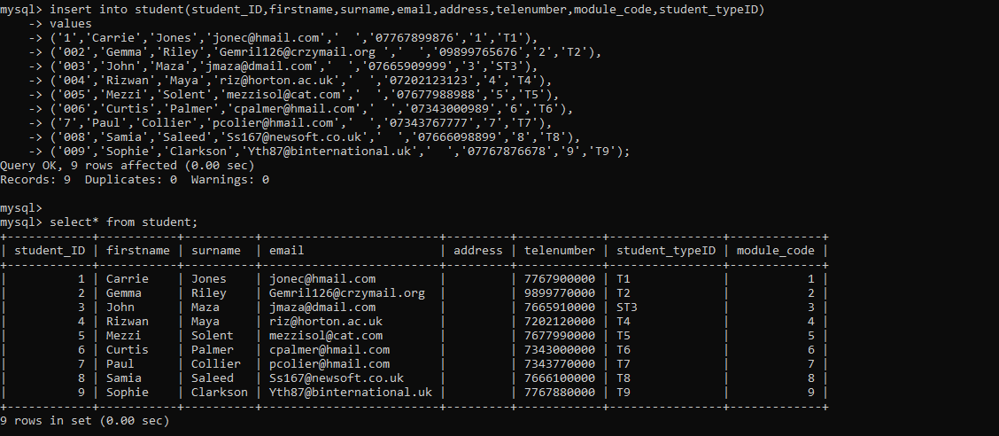 mysql> insert into student(student_ID,firstname,surname,email,address,telenumber,module_code,student_typeID)
    -> values
    -> ('1','Carrie','Jones','jonec@hmail.com','  ','07767899876','1','T1'),
    -> ('002','Gemma','Riley','Gemril126@crzymail.org ','  ','09899765676','2','T2'),
    -> ('003','John','Maza','jmaza@dmail.com','  ','07665909999','3','ST3'),
    -> ('004','Rizwan','Maya','riz@horton.ac.uk','  ','07202123123','4','T4'),
    -> ('005','Mezzi','Solent','mezzisol@cat.com','  ','07677988988','5','T5'),
    -> ('006','Curtis','Palmer','cpalmer@hmail.com','  ','07343000989','6','T6'),
    -> ('7','Paul','Collier','pcolier@hmail.com','  ','07343767777','7','T7'),
    -> ('008','Samia','Saleed','Ss167@newsoft.co.uk','  ','07666098899','8','T8'),
    -> ('009','Sophie','Clarkson','Yth87@binternational.uk','  ','07767876678','9','T9');
Query OK, 9 rows affected (0.00 sec)
Records: 9  Duplicates: 0  Warnings: 0

mysql>
mysql> select* from student;
+------------+-----------+----------+-------------------------+---------+------------+----------------+-------------+
| student_ID | firstname | surname  | email                   | address | telenumber | student_typeID | module_code |
+------------+-----------+----------+-------------------------+---------+------------+----------------+-------------+
|          1 | Carrie    | Jones    | jonec@hmail.com         |         | 7767900000 | T1             |           1 |
|          2 | Gemma     | Riley    | Gemril126@crzymail.org  |         | 9899770000 | T2             |           2 |
|          3 | John      | Maza     | jmaza@dmail.com         |         | 7665910000 | ST3            |           3 |
|          4 | Rizwan    | Maya     | riz@horton.ac.uk        |         | 7202120000 | T4             |           4 |
|          5 | Mezzi     | Solent   | mezzisol@cat.com        |         | 7677990000 | T5             |           5 |
|          6 | Curtis    | Palmer   | cpalmer@hmail.com       |         | 7343000000 | T6             |           6 |
|          7 | Paul      | Collier  | pcolier@hmail.com       |         | 7343770000 | T7             |           7 |
|          8 | Samia     | Saleed   | Ss167@newsoft.co.uk     |         | 7666100000 | T8             |           8 |
|          9 | Sophie    | Clarkson | Yth87@binternational.uk |         | 7767880000 | T9             |           9 |
+------------+-----------+----------+-------------------------+---------+------------+----------------+-------------+
9 rows in set (0.00 sec)